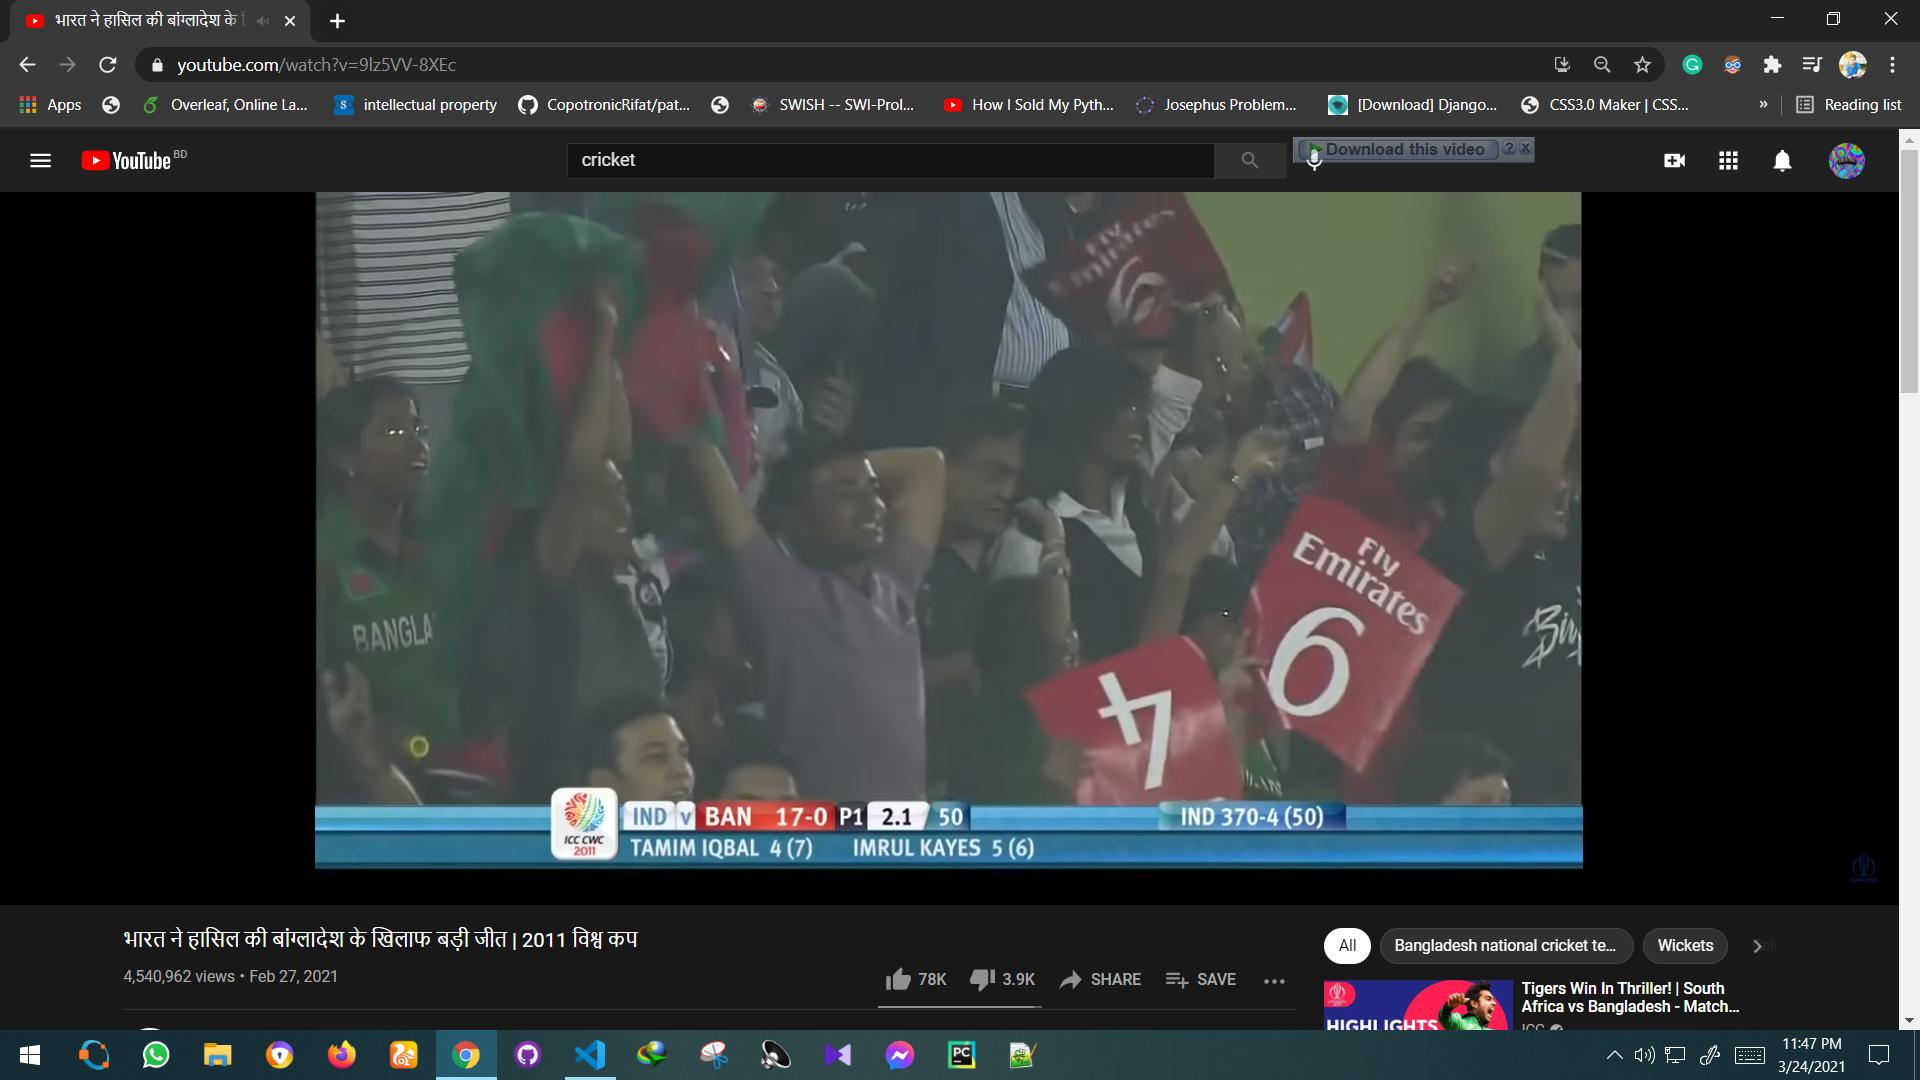 भारत ने हासिल की बांग्लादेश के
youtube.com/watch?v=9lz5VV-8XEc
Apps
Overleaf, Online La...
intellectual property
CopotronicRifat/pat...
SWISH -- SWI-Prol...
How I Sold My Pyth...
Josephus Problem...
[Download] Django...
CSS3.0 Maker | CSS...
»
Reading list
YouTube BD
cricket
Download this video
Fly
Emirates
6
Fly
Emirates
6
4
BANGLA
IND v BAN 17-0 P1 2.1 50
IND 370-4 (50)
ICC CWC
2011
TAMIM IQBAL 4 (7) IMRUL KAYES 5 (6)
भारत ने हासिल की बांग्लादेश के खिलाफ बड़ी जीत | 2011 विश्व कप
4,540,962 views • Feb 27, 2021
78K
3.9K
SHARE
SAVE
All
Bangladesh national cricket te...
Wickets
HIGHLIGHTS
Tigers Win In Thriller! | South
Africa vs Bangladesh - Match...
ICC
PC
11:47 PM
3/24/2021